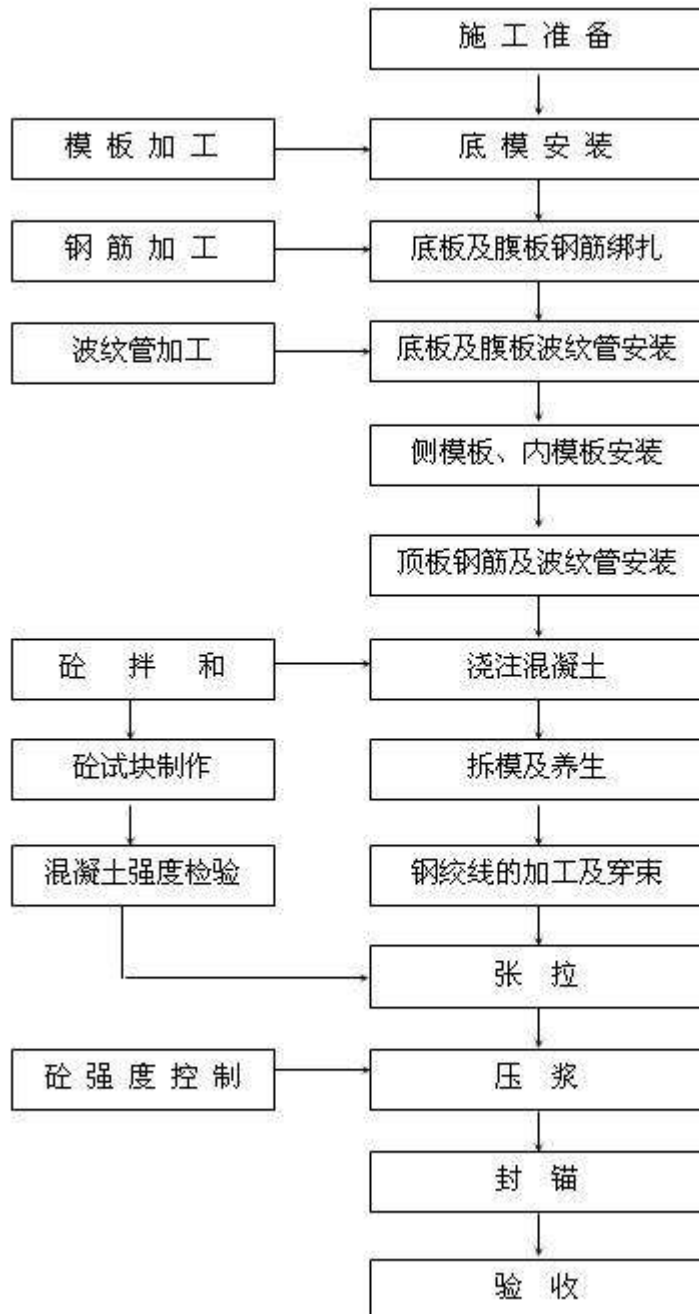 施工准备
模板加工
底模安装
钢筋加工
底板及腹板钢筋绑扎
波纹管加工
底板及腹板波纹管安装
侧模板、内模板安装
顶板钢筋及波纹管安装
砼拌和
浇注混凝土
砼试块制作
拆模及养生
混凝土强度检验
钢绞线的加工及穿束
张拉
砼强度控制
压浆
封锚
验收